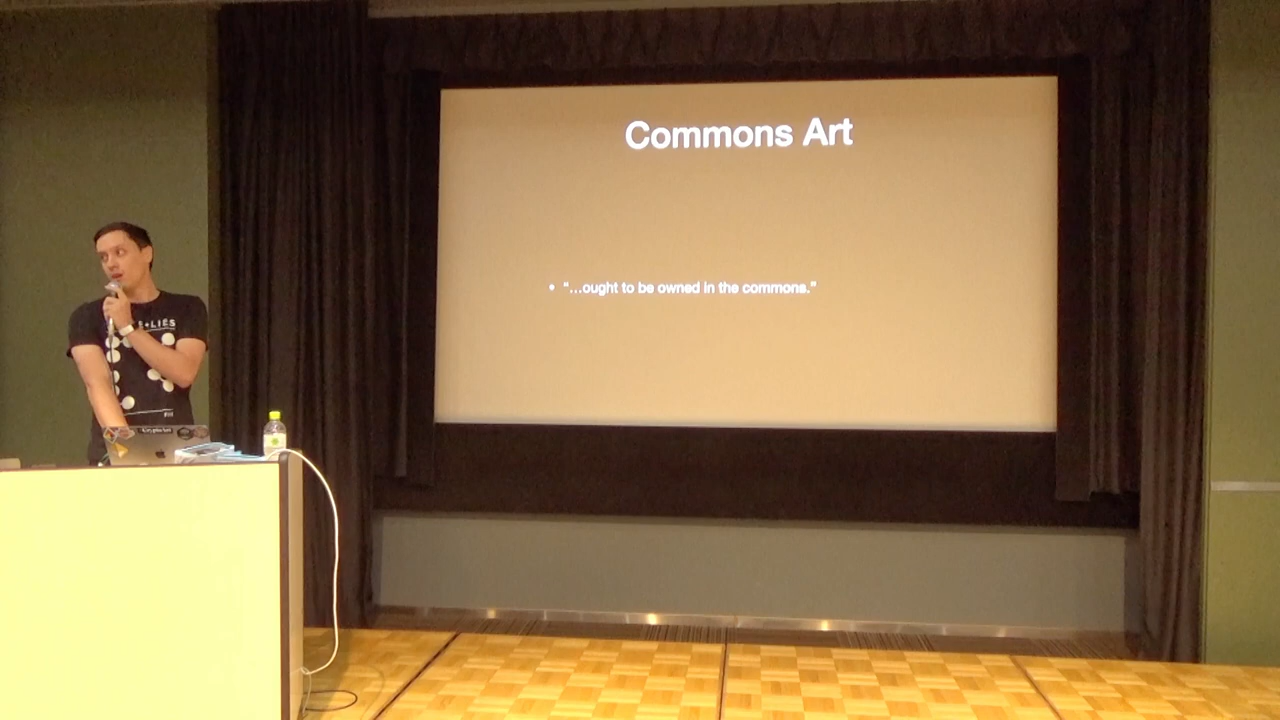 Commons Art
• “…ought to be owned in the commons.”